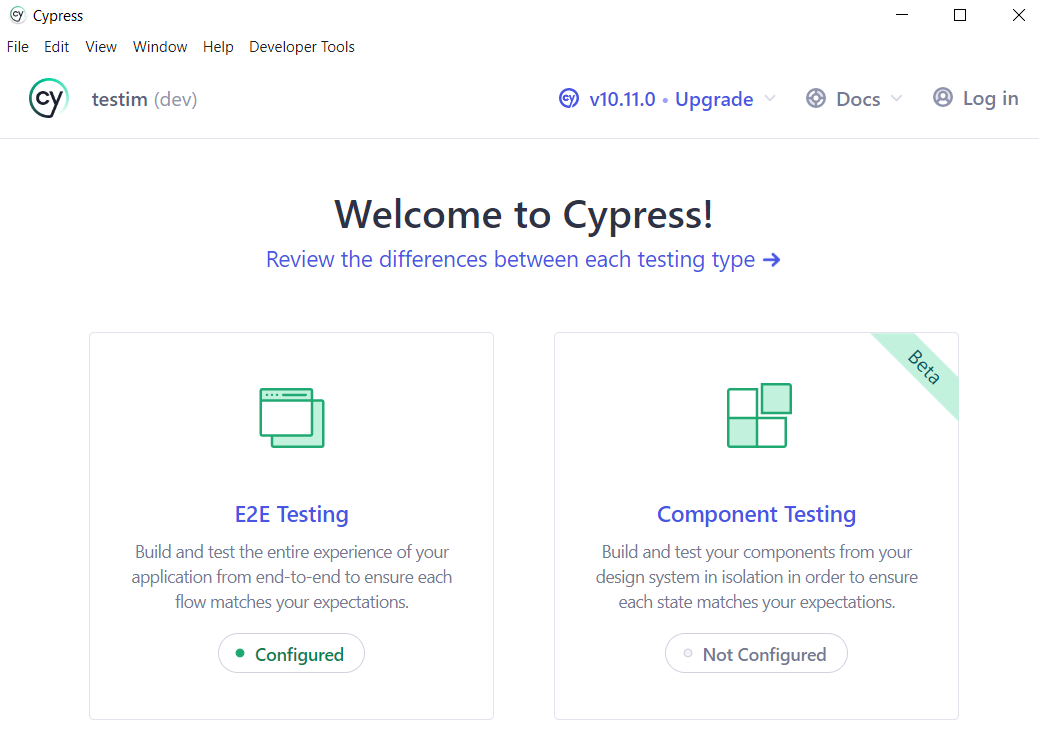 Cypress
File Edit View Window Help Developer Tools
cy testim (dev) cy v10.11.0 • Upgrade Docs Log in
Welcome to Cypress!
Review the differences between each testing type →
Beta
E2E Testing
Build and test the entire experience of your
application from end-to-end to ensure each
flow matches your expectations.
Configured
Component Testing
Build and test your components from your
design system in isolation in order to ensure
each state matches your expectations.
Not Configured